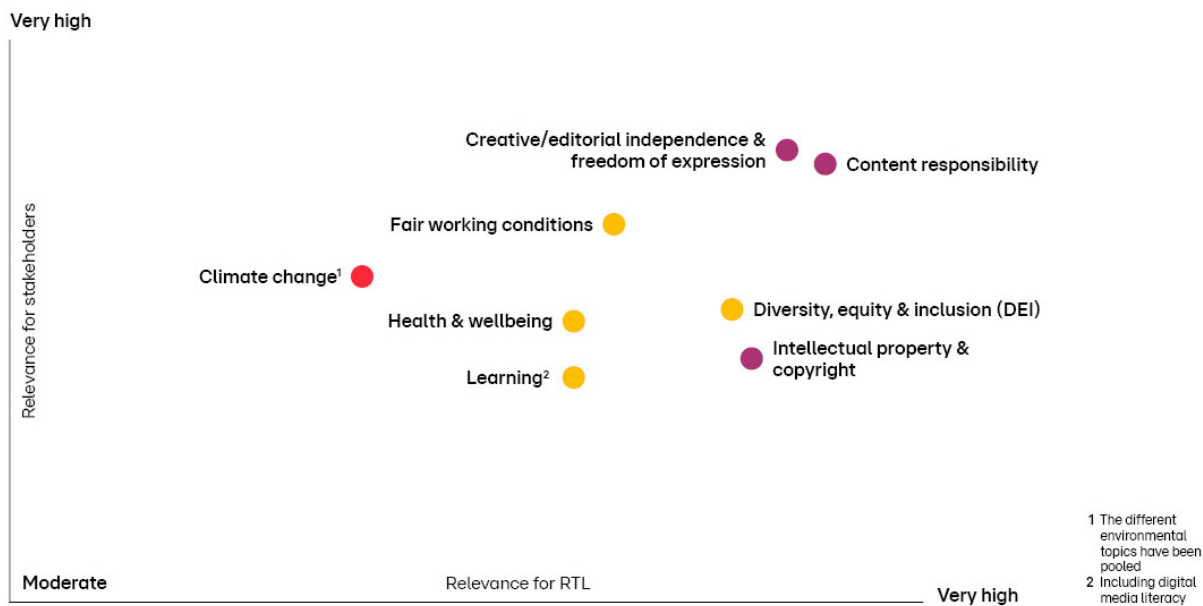 Very high
Relevance for stakeholders
Creative/editorial independence &
freedom of expression
Content responsibility
Fair working conditions
Climate change¹
Health & wellbeing
Diversity, equity & inclusion (DEI)
Intellectual property &
copyright
Learning²
Moderate
Relevance for RTL
Very high
1 The different
environmental
topics have been
pooled
2 Including digital
media literacy